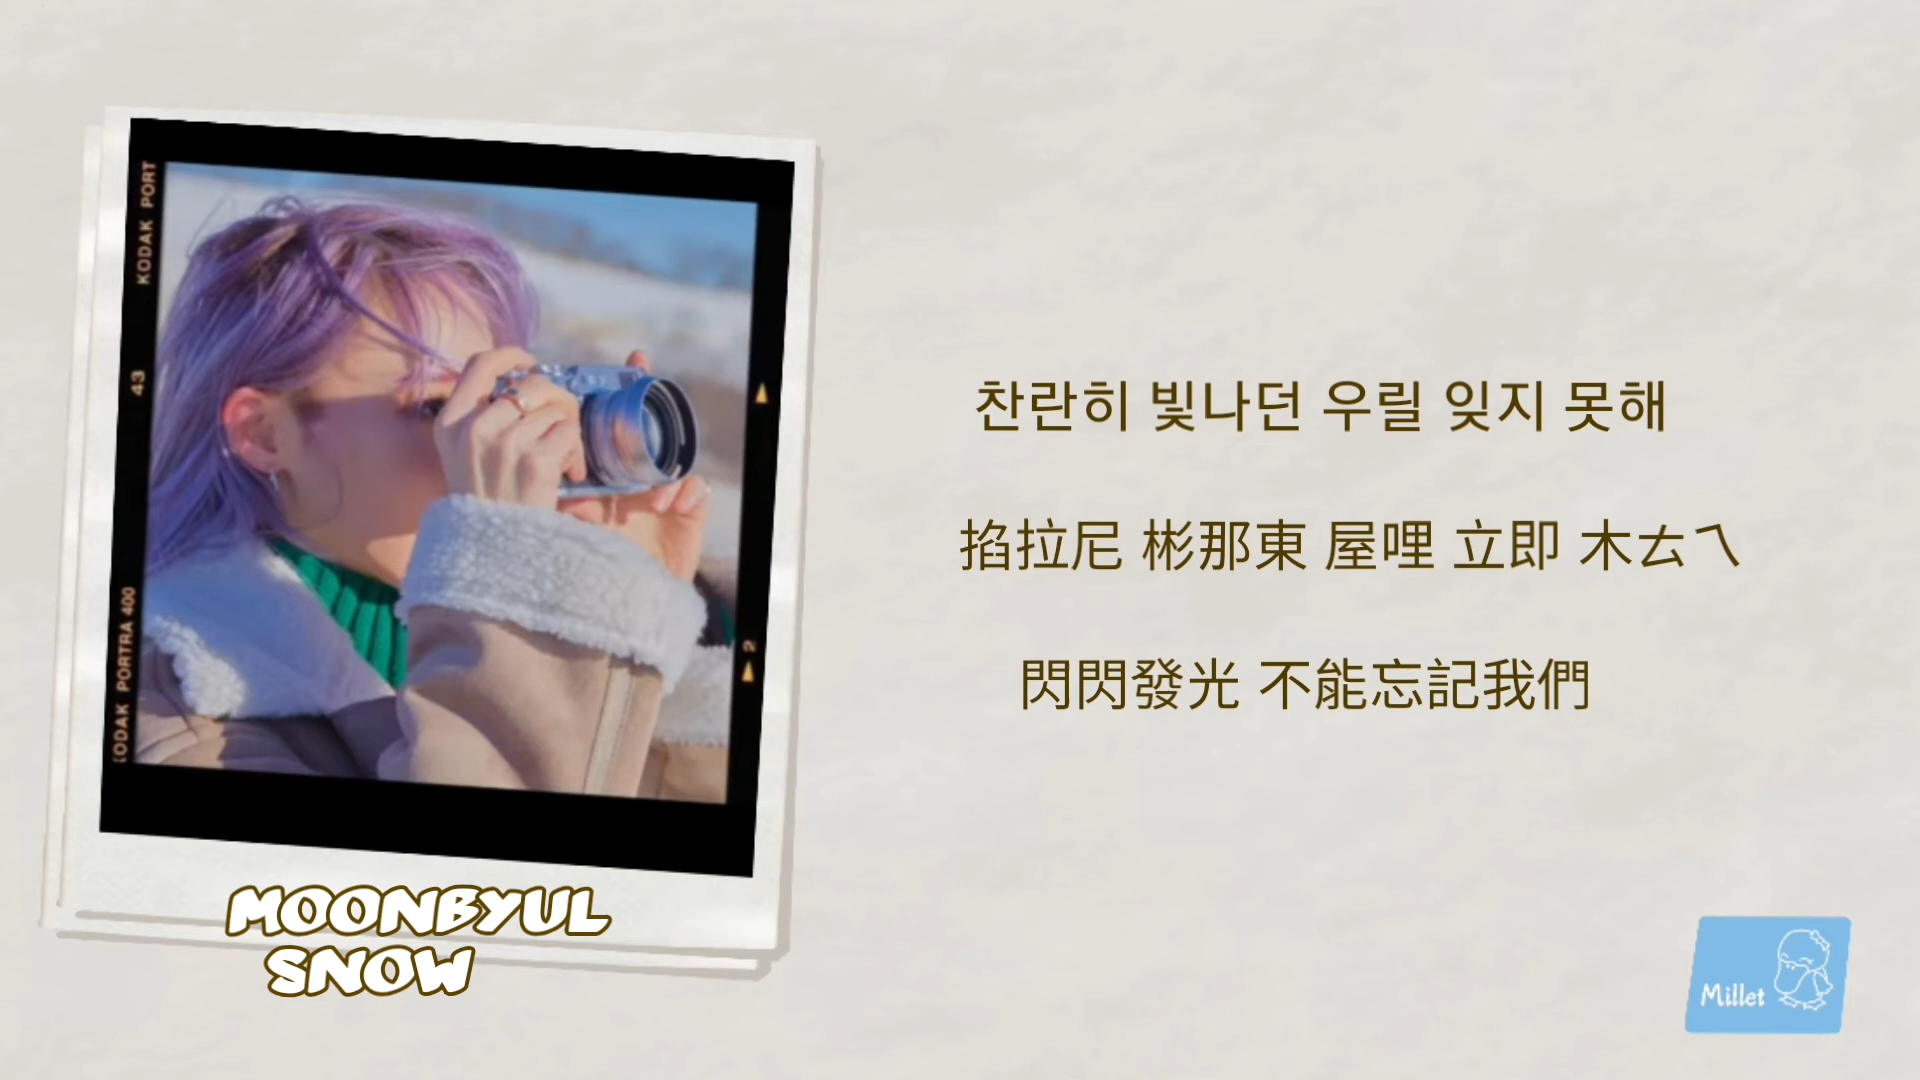 KODAK PORT
43
KODAK PORTRA 400
2
MOONBYUL
SNOW
찬란히 빛나던 우릴 잊지 못해
掐拉尼 彬那東 屋哩 立即 木ㄊㄟ
閃閃發光 不能忘記我們
Millet